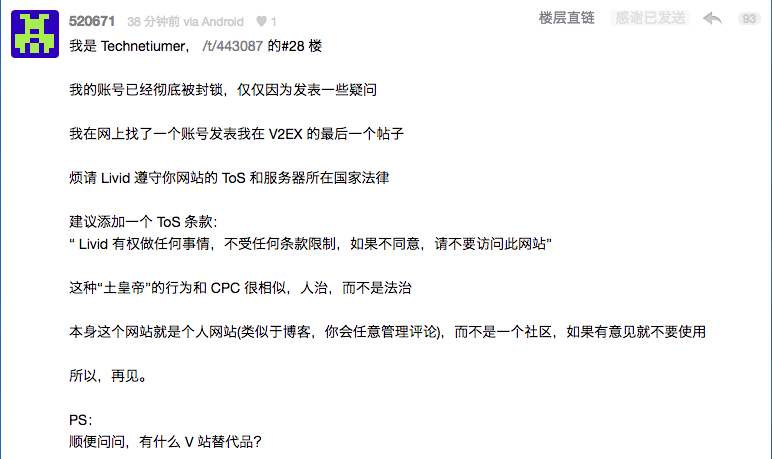 520671 38 分钟前 via Android ♥ 1 楼层直链 感谢已发送 93
我是 Technetiumer， /t/443087 的#28 楼
我的账号已经彻底被封锁，仅仅因为发表一些疑问
我在网上找了一个账号发表我在 V2EX 的最后一个帖子
烦请 Livid 遵守你网站的 ToS 和服务器所在国家法律
建议添加一个 ToS 条款：
“ Livid 有权做任何事情，不受任何条款限制，如果不同意，请不要访问此网站”
这种“土皇帝”的行为和 CPC 很相似，人治，而不是法治
本身这个网站就是个人网站(类似于博客，你会任意管理评论)，而不是一个社区，如果有意见就不要使用
所以，再见。
PS：
顺便问问，有什么 V 站替代品？